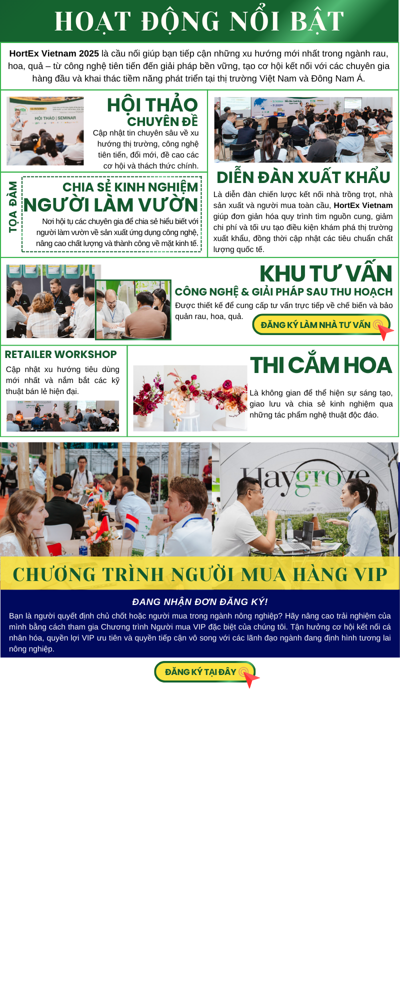 HOẠT ĐỘNG NỔI BẬT
HortEx Vietnam 2025 là cầu nối giúp bạn tiếp cận những xu hướng mới nhất trong ngành rau,
hoa, quả – từ công nghệ tiên tiến đến giải pháp bền vững, tạo cơ hội kết nối với các chuyên gia
hàng đầu và khai thác tiềm năng phát triển tại thị trường Việt Nam và Đông Nam Á.
HortEx
HỘI THẢO | SEMINAR
HỘI THẢO
CHUYÊN ĐỀ
Cập nhật tin chuyên sâu về xu
hướng thị trường, công nghệ
tiên tiến, đổi mới, đề cao các
cơ hội và thách thức chính.
TỌA ĐÀM
CHIA SẺ KINH NGHIỆM
NGƯỜI LÀM VƯỜN
Nơi hội tụ các chuyên gia để chia sẻ hiểu biết với
người làm vườn về sản xuất ứng dụng công nghệ,
nâng cao chất lượng và thành công về mặt kinh tế.
DIỄN ĐÀN XUẤT KHẨU
Là diễn đàn chiến lược kết nối nhà trồng trọt, nhà
sản xuất và người mua toàn cầu, HortEx Vietnam
giúp đơn giản hóa quy trình tìm nguồn cung, giảm
chi phí và tối ưu tạo điều kiện khám phá thị trường
xuất khẩu, đồng thời cập nhật các tiêu chuẩn chất
lượng quốc tế.
KHU TƯ VẤN
CÔNG NGHỆ & GIẢI PHÁP SAU THU HOẠCH
Được thiết kế để cung cấp tư vấn trực tiếp về chế biến và bảo
quản rau, hoa, quả.
ĐĂNG KÝ LÀM NHÀ TƯ VẤN
RETAILER WORKSHOP
Cập nhật xu hướng tiêu dùng
mới nhất và nắm bắt các kỹ
thuật bán lẻ hiện đại.
THI CẮM HOA
Là không gian để thể hiện sự sáng tạo,
giao lưu và chia sẻ kinh nghiệm qua
những tác phẩm nghệ thuật độc đáo.
Haygrove
CHƯƠNG TRÌNH NGƯỜI MUA HÀNG VIP
ĐANG NHẬN ĐƠN ĐĂNG KÝ!
Bạn là người quyết định chủ chốt hoặc người mua trong ngành nông nghiệp? Hãy nâng cao trải nghiệm của
mình bằng cách tham gia Chương trình Người mua VIP đặc biệt của chúng tôi. Tận hưởng cơ hội kết nối cá
nhân hóa, quyền lợi VIP ưu tiên và quyền tiếp cận vô song với các lãnh đạo ngành đang định hình tương lai
nông nghiệp.
ĐĂNG KÝ TẠI ĐÂY